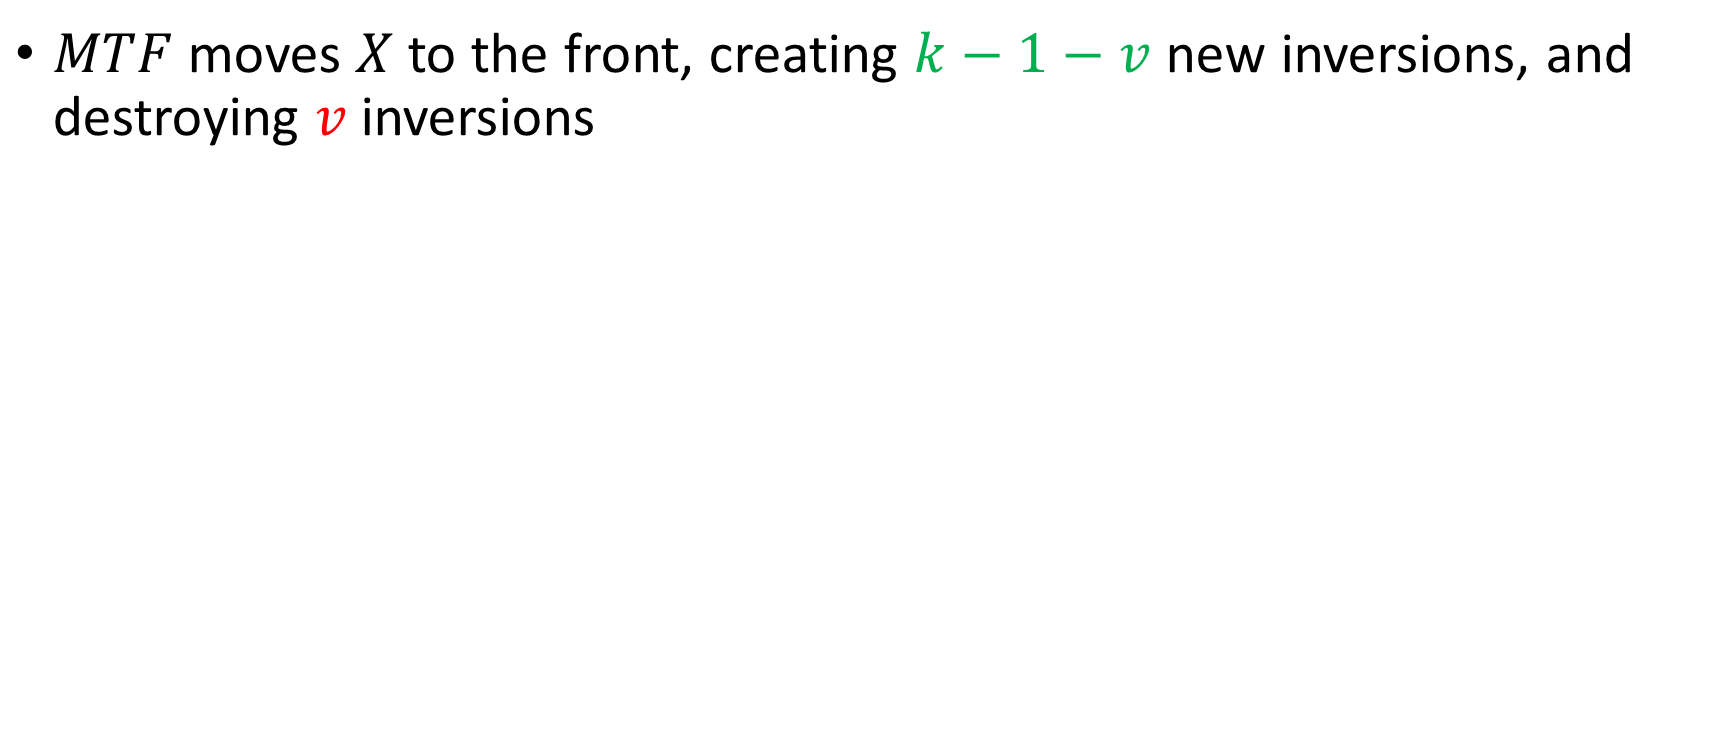 • MTF moves X to the front, creating k − 1 − v new inversions, and
destroying v inversions